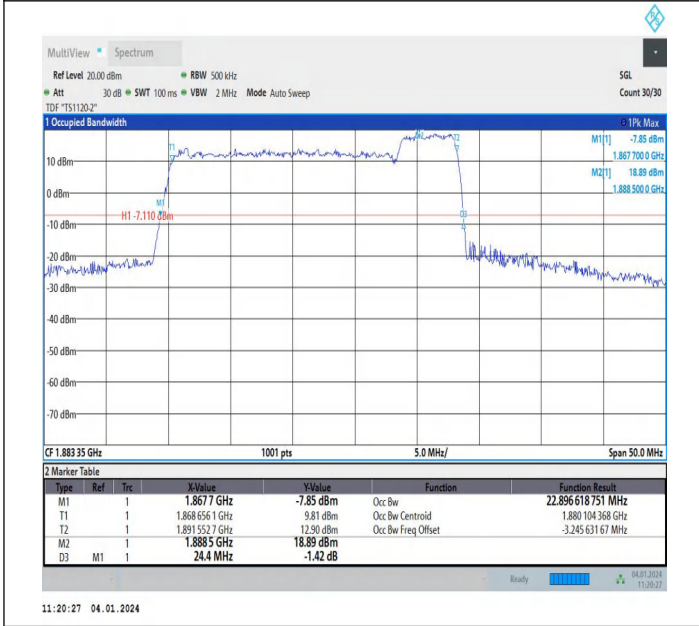 R S
MultiView Spectrum
Ref Level 20.00 dBm RBW 500 kHz SGL
Att 30 dB SWT 100 ms VBW 2 MHz Mode Auto Sweep Count 30/30
TDF "TS1120-2"
1 Occupied Bandwidth 1Pk Max
M1[1] -7.85 dBm
1.867 700 0 GHz
M2[1] 18.89 dBm
1.888 500 0 GHz
T1
T2
10 dBm
0 dBm
M1
H1 -7.110 dBm
D3
-10 dBm
-20 dBm
-30 dBm
-40 dBm
-50 dBm
-60 dBm
-70 dBm
CF 1.883 35 GHz 1001 pts 5.0 MHz/ Span 50.0 MHz
2 Marker Table
Type Ref Trc X-Value Y-Value Function Function Result
M1 1 1.867 7 GHz -7.85 dBm Occ Bw 22.896 618 751 MHz
T1 1 1.868 656 1 GHz 9.81 dBm Occ Bw Centroid 1.880 104 368 GHz
T2 1 1.891 552 7 GHz 12.90 dBm Occ Bw Freq Offset -3.245 631 67 MHz
M2 1 1.888 5 GHz 18.89 dBm
D3 M1 1 24.4 MHz -1.42 dB
Ready 04.01.2024
11:20:27
11:20:27 04.01.2024